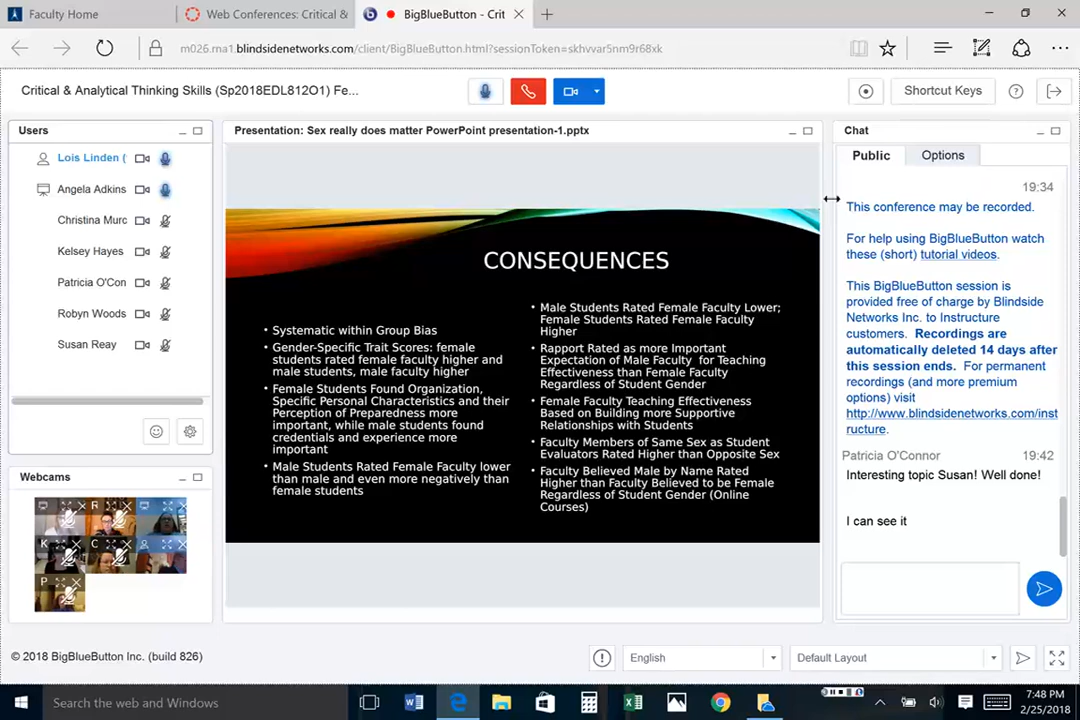 Faculty Home
Web Conferences: Critical &
BigBlueButton - Crit
m026.rna1.blindsidenetworks.com/client/BigBlueButton.html?sessionToken=skhvvar5nm9r68xk
Critical & Analytical Thinking Skills (Sp2018EDL812O1) Fe...
Shortcut Keys
Users
Lois Linden (
Angela Adkins
Christina Murc
Kelsey Hayes
Patricia O'Con
Robyn Woods
Susan Reay
Webcams
R
K
C
P
Presentation: Sex really does matter PowerPoint presentation-1.pptx
CONSEQUENCES
• Systematic within Group Bias
• Gender-Specific Trait Scores: female
students rated female faculty higher and
male students, male faculty higher
• Female Students Found Organization,
Specific Personal Characteristics and their
Perception of Preparedness more
important, while male students found
credentials and experience more
important
• Male Students Rated Female Faculty lower
than male and even more negatively than
female students
• Male Students Rated Female Faculty Lower;
Female Students Rated Female Faculty
Higher
• Rapport Rated as more Important
Expectation of Male Faculty for Teaching
Effectiveness than Female Faculty
Regardless of Student Gender
• Female Faculty Teaching Effectiveness
Based on Building more Supportive
Relationships with Students
• Faculty Members of Same Sex as Student
Evaluators Rated Higher than Opposite Sex
• Faculty Believed Male by Name Rated
Higher than Faculty Believed to be Female
Regardless of Student Gender (Online
Courses)
Chat
Public
Options
19:34
This conference may be recorded.
For help using BigBlueButton watch
these (short) tutorial videos.
This BigBlueButton session is
provided free of charge by Blindside
Networks Inc. to Instructure
customers. Recordings are
automatically deleted 14 days after
this session ends. For permanent
recordings (and more premium
options) visit
http://www.blindsidenetworks.com/inst
ructure.
Patricia O'Connor 19:42
Interesting topic Susan! Well done!
I can see it
© 2018 BigBlueButton Inc. (build 826)
English
Default Layout
Search the web and Windows
7:48 PM
2/25/2018